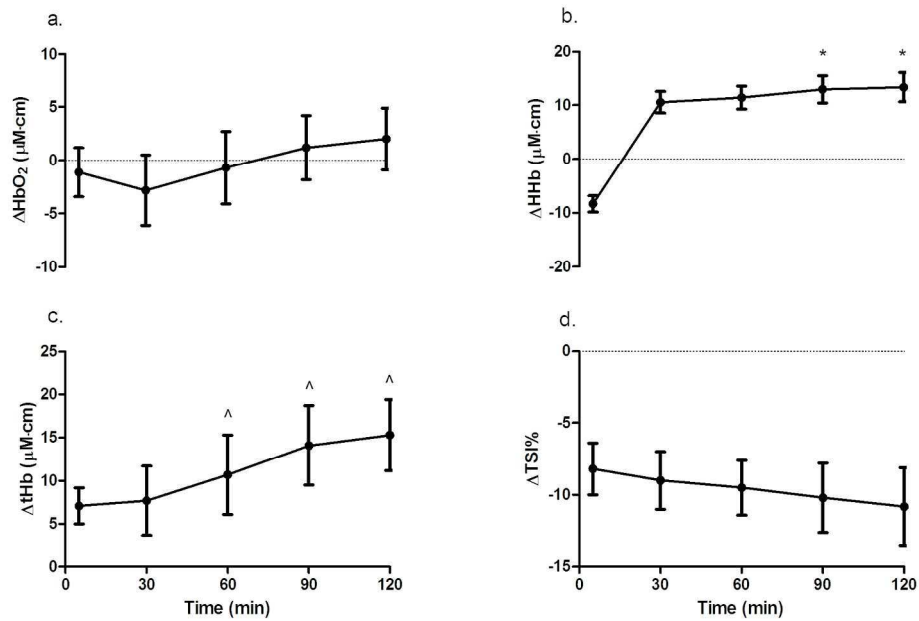 a.
ΔHbO₂ (μM·cm)
10
5
0
-5
-10
b.
ΔHHb (μM·cm)
20
10
0
-10
-20
* *
c.
ΔtHb (μM·cm)
25
20
15
10
5
0
^ ^ ^
0 30 60 90 120
Time (min)
d.
ΔTSI%
0
-5
-10
-15
0 30 60 90 120
Time (min)